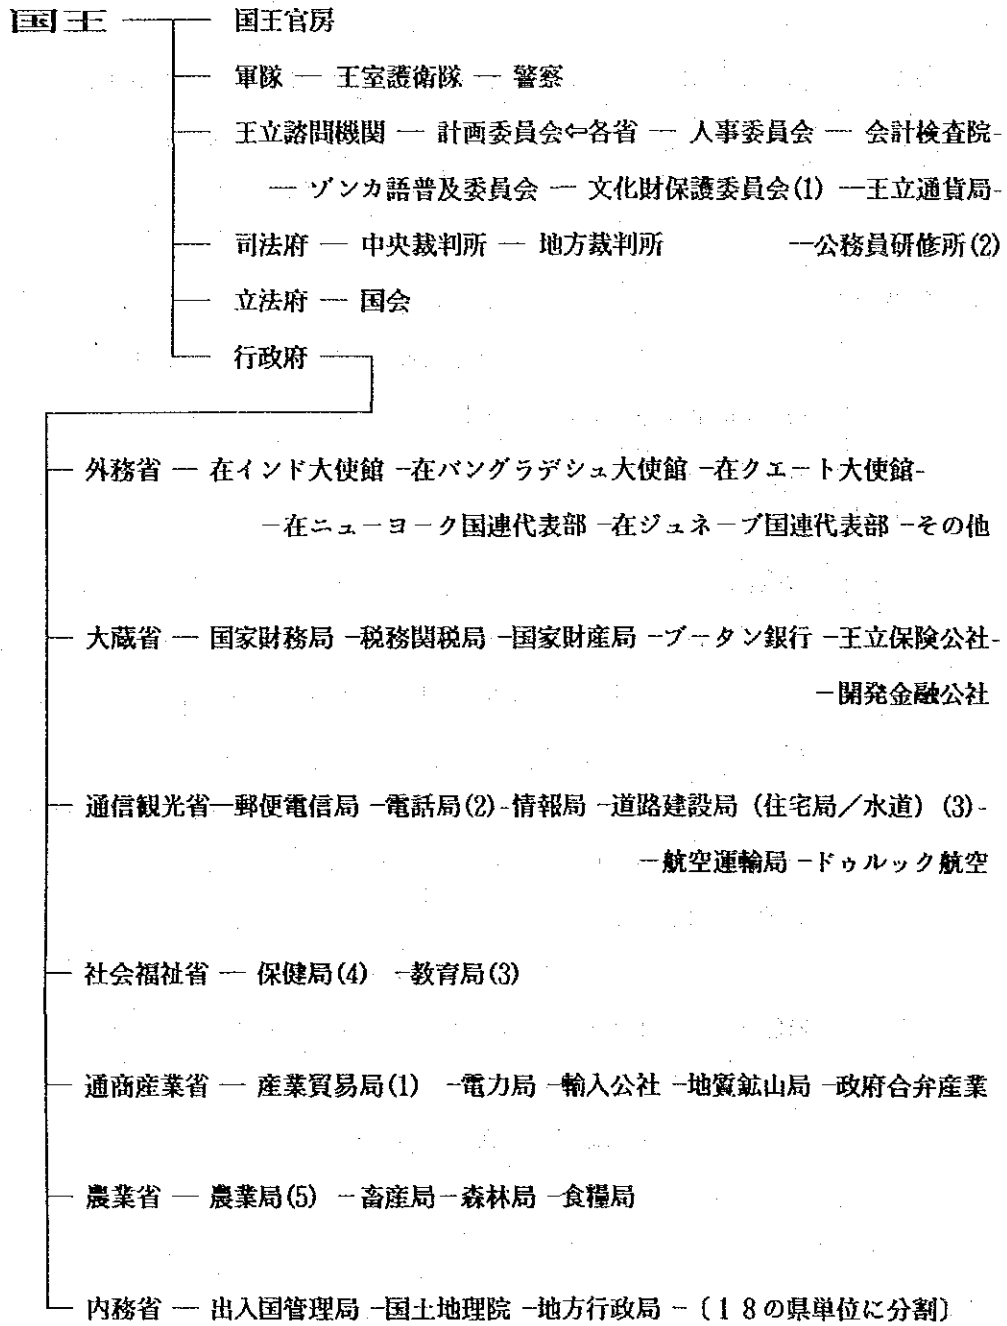 国王 ── 国王官房
── 軍隊 ― 王室護衛隊 ― 警察
── 王立諮問機関 ― 計画委員会⇔各省 ― 人事委員会 ― 会計検査院-
― ゾンカ語普及委員会 ― 文化財保護委員会(1) ―王立通貨局-
── 司法府 ― 中央裁判所 ― 地方裁判所 --公務員研修所(2)
── 立法府 ― 国会
── 行政府 ──
─ 外務省 ― 在インド大使館 -在バングラデシュ大使館 -在クエート大使館-
-在ニューヨーク国連代表部 -在ジュネーブ国連代表部 -その他
─ 大蔵省 ― 国家財務局 -税務関税局 -国家財産局 -ブータン銀行 -王立保険公社-
-開発金融公社
─ 通信観光省―郵便電信局 -電話局(2)-情報局 -道路建設局(住宅局/水道)(3)-
-航空運輸局 -ドゥルック航空
─ 社会福祉省 ― 保健局(4) -教育局(3)
─ 通商産業省 ― 産業貿易局(1) -電力局 -輸入公社 -地質鉱山局 -政府合弁産業
─ 農業省 ― 農業局(5) -畜産局-森林局 -食糧局
─ 内務省 ― 出入国管理局 -国土地理院 -地方行政局 -〔18の県単位に分割〕